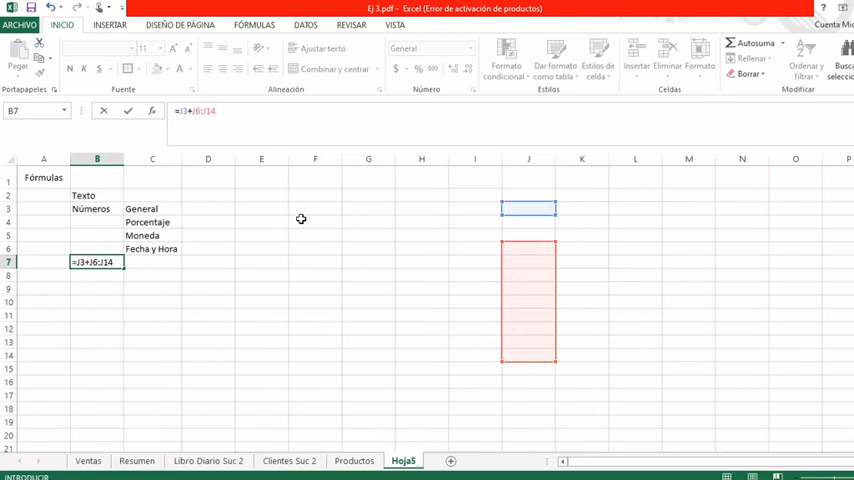 Ej 3.pdf - Excel (Error de activación de productos)
?
ARCHIVO INICIO INSERTAR DISEÑO DE PÁGINA FÓRMULAS DATOS REVISAR VISTA
Cuenta Mic
11 A A Ajustar texto General Autosuma
Pegar N K S Combinar y centrar $ % 000 Formato condicional Dar formato como tabla Estilos de celda Insertar Eliminar Formato Rellenar Borrar Ordenar y filtrar Busca selecci
Portapapeles Fuente Alineación Número Estilos Celdas Modificar
B7 fx =J3+J6:J14
A B C D E F G H I J K L M N O P
1 Fórmulas
2 Texto
3 Números General
4 Porcentaje
5 Moneda
6 Fecha y Hora
7 =J3+J6:J14
8
9
10
11
12
13
14
15
16
17
18
19
20
21
Ventas Resumen Libro Diario Suc 2 Clientes Suc 2 Productos Hoja5
INTRODUCIR